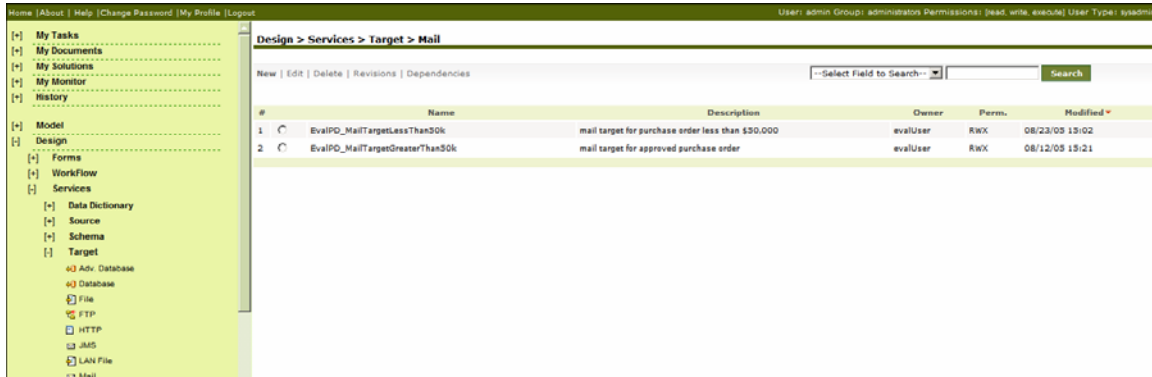 Home |About | Help |Change Password |My Profile |Logout
User: admin Group: administrators Permissions: [read, write, execute] User Type: sysadmin
[+] My Tasks
[+] My Documents
[+] My Solutions
[+] My Monitor
[+] History
[+] Model
[-] Design
[+] Forms
[+] WorkFlow
[-] Services
[+] Data Dictionary
[+] Source
[+] Schema
[-] Target
Adv. Database
Database
File
FTP
HTTP
JMS
LAN File
Mail
Design > Services > Target > Mail
New | Edit | Delete | Revisions | Dependencies
--Select Field to Search-- Search
# Name Description Owner Perm. Modified
1 EvalPD_MailTargetLessThan50k mail target for purchase order less than $50,000 evalUser RWX 08/23/05 15:02
2 EvalPD_MailTargetGreaterThan50k mail target for approved purchase order evalUser RWX 08/12/05 15:21